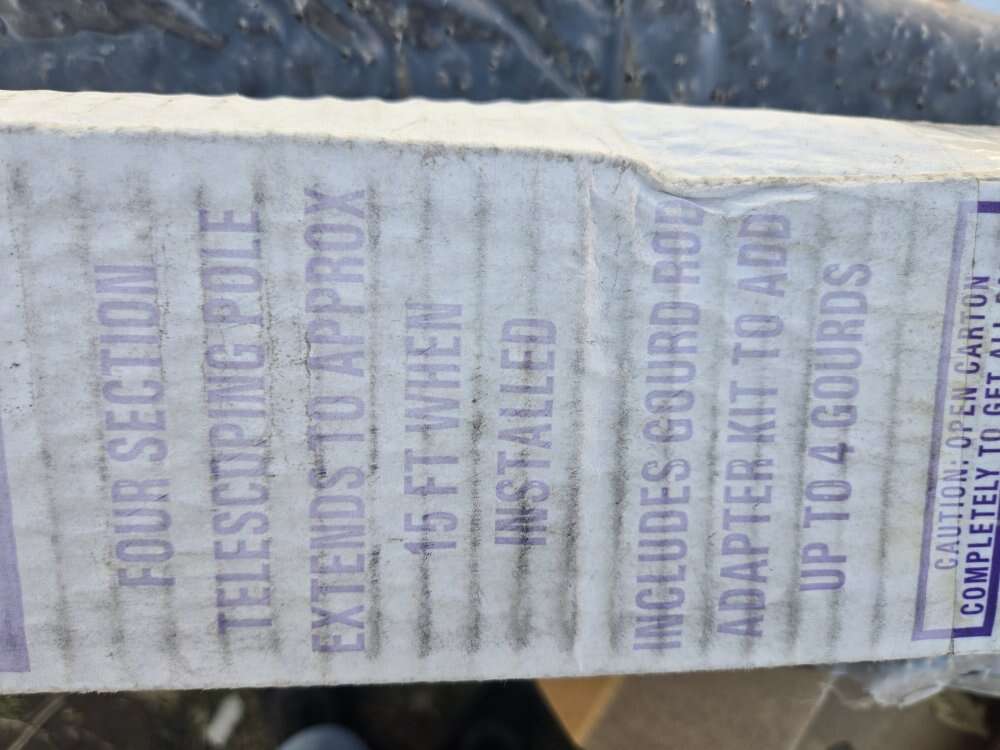 FOUR SECTION
TELESCOPING POLE
EXTENDS TO APPROX
15 FT WHEN
INSTALLED
INCLUDES GOURD ROD
ADAPTER KIT TO ADD
UP TO 4 GOURDS
CAUTION: OPEN CARTON
COMPLETELY TO GET ALL